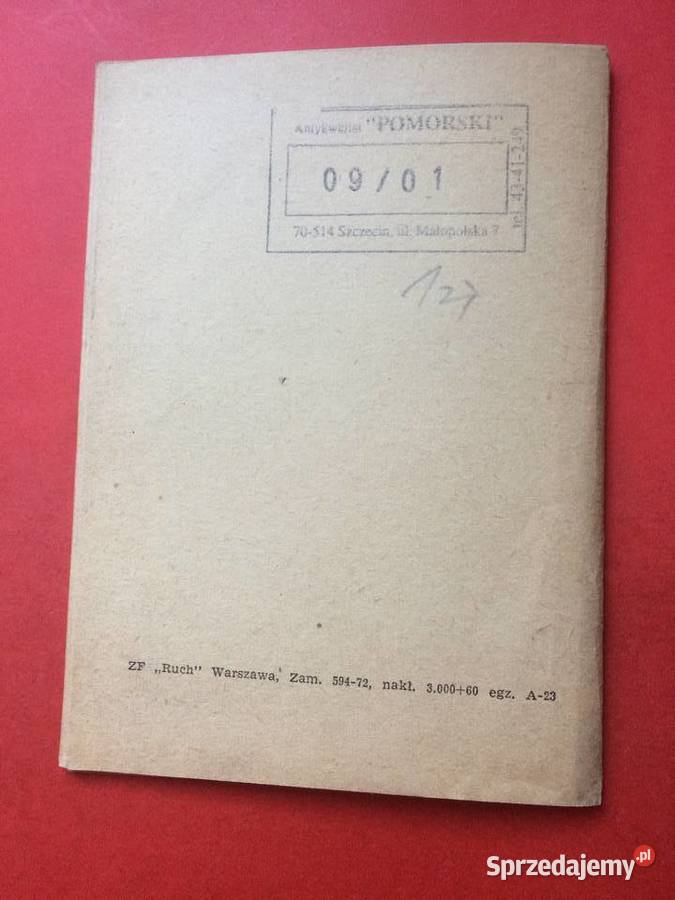 Antykwariat "POMORSKI"
09/01
70-514 Szczecin, ul. Małopolska
tel. 43-41-249
127
ZF „Ruch" Warszawa, Zam. 594-72, nakł. 3.000+60 egz. A-23
Sprzedajemy.pl